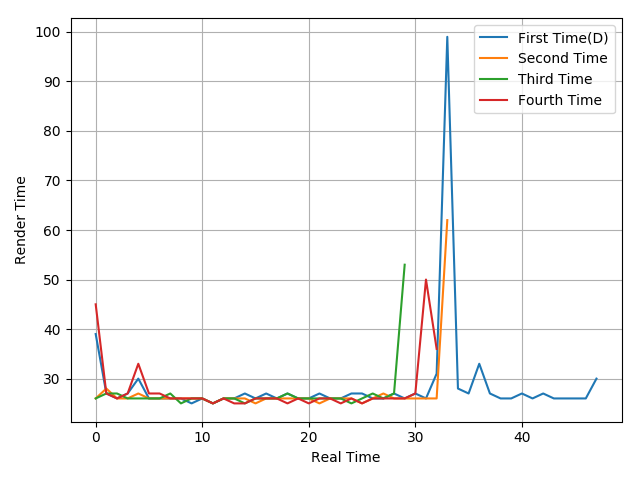 100
90
80
70
60
50
40
30
0
10
20
30
40
Render Time
Real Time
First Time(D)
Second Time
Third Time
Fourth Time